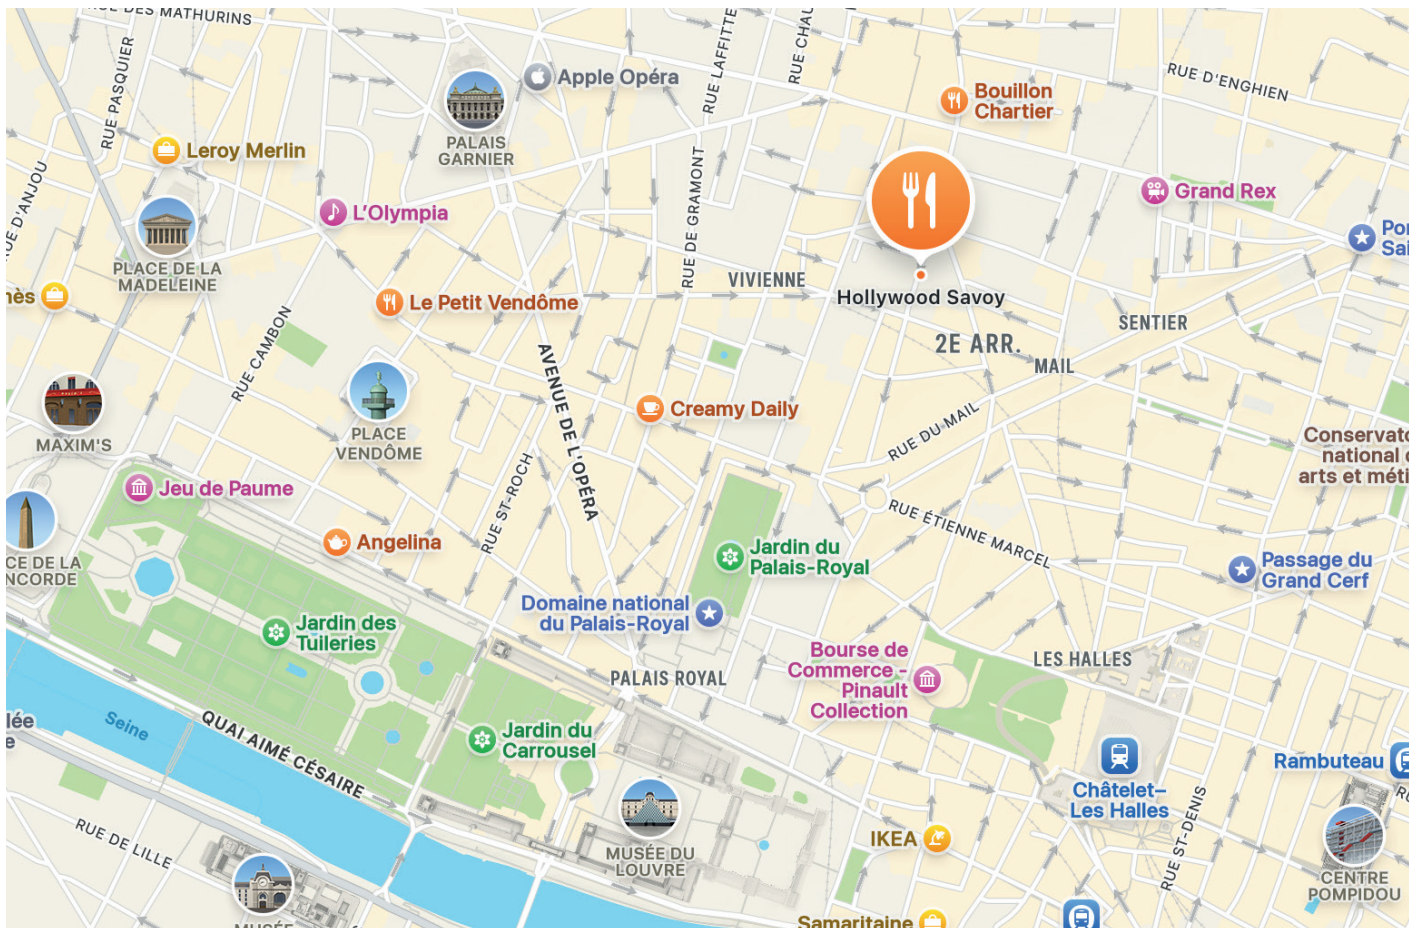 RUE DES MATHURINS
RUE PASQUIER
RUE LAFFITTE
Apple Opéra
Bouillon
Chartier
RUE D'ENGHIEN
PALAIS
GARNIER
Leroy Merlin
Grand Rex
L'Olympia
RUE DE GRAMONT
PLACE DE LA
MADELEINE
VIVIENNE
Hollywood Savoy
Le Petit Vendôme
SENTIER
2E ARR.
MAIL
RUE CAMBON
AVENUE DE L'OPÉRA
Creamy Daily
RUE DU MAIL
MAXIM'S
PLACE
VENDÔME
Jeu de Paume
RUE ST-ROCH
RUE ÉTIENNE MARCEL
Angelina
Jardin du
Palais-Royal
Passage du
Grand Cerf
Domaine national
du Palais-Royal
Jardin des
Tuileries
Bourse de
Commerce -
Pinault
Collection
LES HALLES
PALAIS ROYAL
Seine
QUAI AIMÉ CÉSAIRE
Jardin du
Carrousel
Rambuteau
Châtelet–
Les Halles
RUE ST-DENIS
RUE DE LILLE
IKEA
MUSÉE DU
LOUVRE
CENTRE
POMPIDOU
Samaritaine
MUSÉE